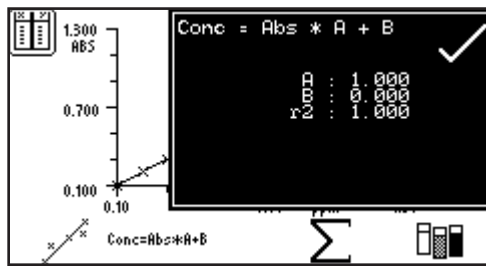 1.300
ABS
0.700
0.100
0.10
Conc = Abs * A + B
A : 1.000
B : 0.000
r2 : 1.000
Conc=Abs*A+B